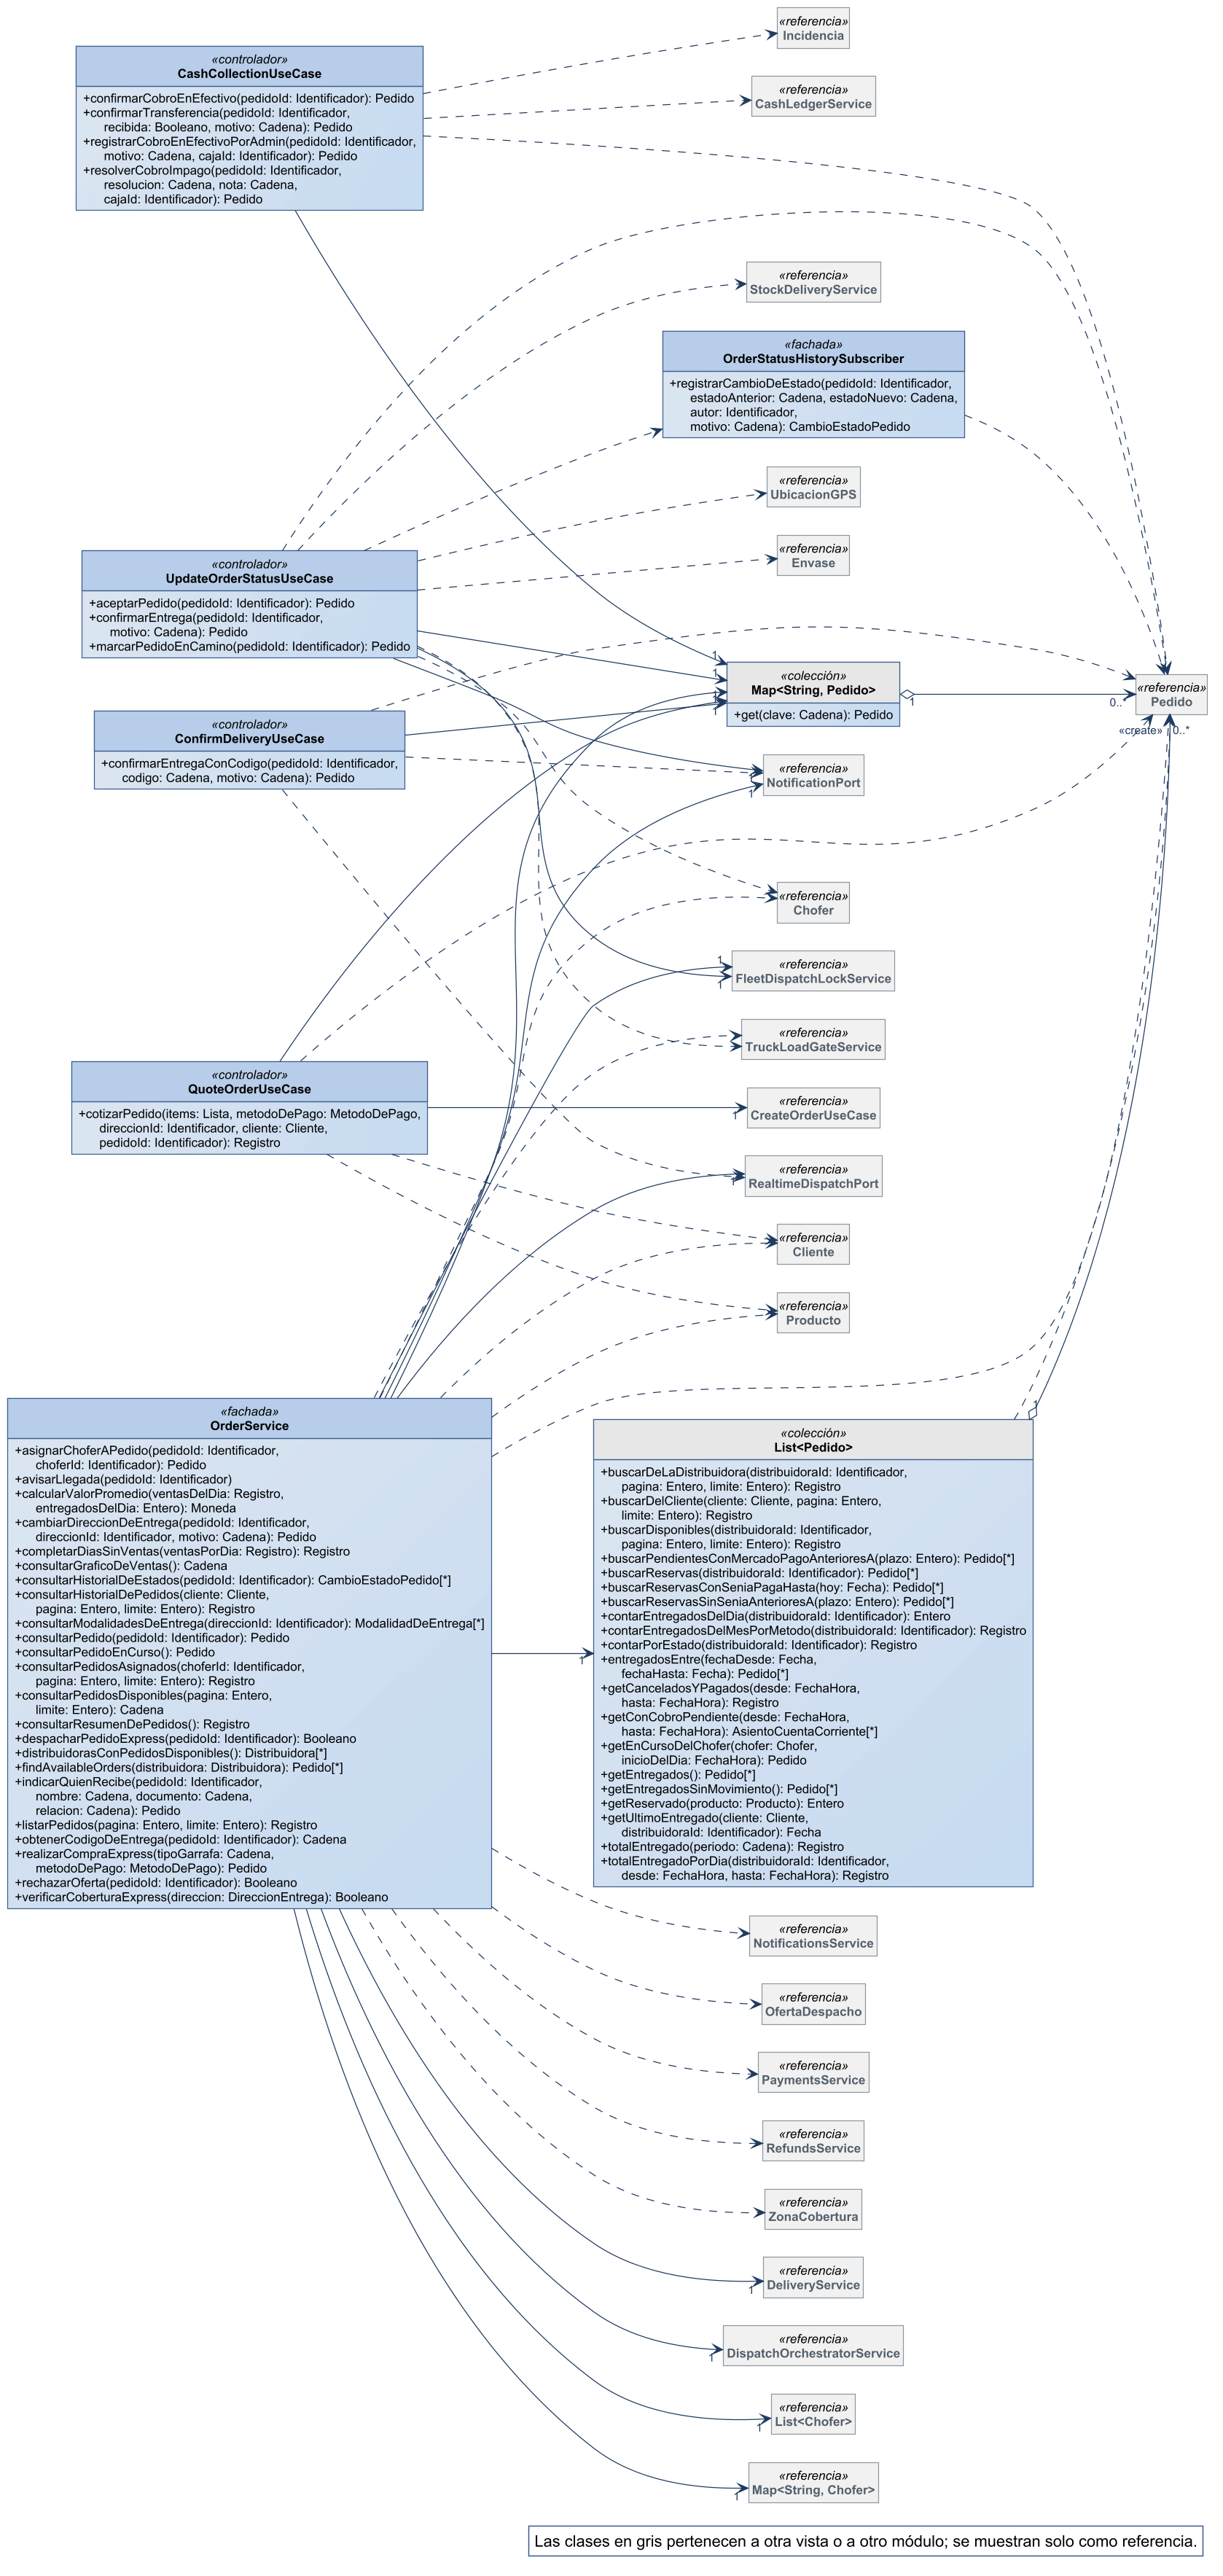 «referencia»
Incidencia
«controlador»
CashCollectionUseCase
+confirmarCobroEnEfectivo(pedidoId: Identificador): Pedido
+confirmarTransferencia(pedidoId: Identificador,
recibida: Booleano, motivo: Cadena): Pedido
+registrarCobroEnEfectivoPorAdmin(pedidoId: Identificador,
motivo: Cadena, cajaId: Identificador): Pedido
+resolverCobroImpago(pedidoId: Identificador,
resolucion: Cadena, nota: Cadena,
cajaId: Identificador): Pedido
«referencia»
CashLedgerService
«referencia»
StockDeliveryService
«fachada»
OrderStatusHistorySubscriber
+registrarCambioDeEstado(pedidoId: Identificador,
estadoAnterior: Cadena, estadoNuevo: Cadena,
autor: Identificador,
motivo: Cadena): CambioEstadoPedido
«referencia»
UbicacionGPS
«referencia»
Envase
«controlador»
UpdateOrderStatusUseCase
+aceptarPedido(pedidoId: Identificador): Pedido
+confirmarEntrega(pedidoId: Identificador,
motivo: Cadena): Pedido
+marcarPedidoEnCamino(pedidoId: Identificador): Pedido
1
1
1
1
1
«colección»
Map<String, Pedido>
+get(clave: Cadena): Pedido
1
0..*
«referencia»
Pedido
«create»
0..*
«controlador»
ConfirmDeliveryUseCase
+confirmarEntregaConCodigo(pedidoId: Identificador,
codigo: Cadena, motivo: Cadena): Pedido
1
1
«referencia»
NotificationPort
«referencia»
Chofer
1
1
«referencia»
FleetDispatchLockService
«referencia»
TruckLoadGateService
«controlador»
QuoteOrderUseCase
+cotizarPedido(items: Lista, metodoDePago: MetodoDePago,
direccionId: Identificador, cliente: Cliente,
pedidoId: Identificador): Registro
1
«referencia»
CreateOrderUseCase
1
«referencia»
RealtimeDispatchPort
«referencia»
Cliente
«referencia»
Producto
«fachada»
OrderService
+asignarChoferAPedido(pedidoId: Identificador,
choferId: Identificador): Pedido
+avisarLlegada(pedidoId: Identificador)
+calcularValorPromedio(ventasDelDia: Registro,
entregadosDelDia: Entero): Moneda
+cambiarDireccionDeEntrega(pedidoId: Identificador,
direccionId: Identificador, motivo: Cadena): Pedido
+completarDiasSinVentas(ventasPorDia: Registro): Registro
+consultarGraficoDeVentas(): Cadena
+consultarHistorialDeEstados(pedidoId: Identificador): CambioEstadoPedido[*]
+consultarHistorialDePedidos(cliente: Cliente,
pagina: Entero, limite: Entero): Registro
+consultarModalidadesDeEntrega(direccionId: Identificador): ModalidadDeEntrega[*]
+consultarPedido(pedidoId: Identificador): Pedido
+consultarPedidoEnCurso(): Pedido
+consultarPedidosAsignados(choferId: Identificador,
pagina: Entero, limite: Entero): Registro
+consultarPedidosDisponibles(pagina: Entero,
limite: Entero): Cadena
+consultarResumenDePedidos(): Registro
+despacharPedidoExpress(pedidoId: Identificador): Booleano
+distribuidorasConPedidosDisponibles(): Distribuidora[*]
+findAvailableOrders(distribuidora: Distribuidora): Pedido[*]
+indicarQuienRecibe(pedidoId: Identificador,
nombre: Cadena, documento: Cadena,
relacion: Cadena): Pedido
+listarPedidos(pagina: Entero, limite: Entero): Registro
+obtenerCodigoDeEntrega(pedidoId: Identificador): Cadena
+realizarCompraExpress(tipoGarrafa: Cadena,
metodoDePago: MetodoDePago): Pedido
+rechazarOferta(pedidoId: Identificador): Booleano
+verificarCoberturaExpress(direccion: DireccionEntrega): Booleano
1
1
«colección»
List<Pedido>
+buscarDeLaDistribuidora(distribuidoraId: Identificador,
pagina: Entero, limite: Entero): Registro
+buscarDelCliente(cliente: Cliente, pagina: Entero,
limite: Entero): Registro
+buscarDisponibles(distribuidoraId: Identificador,
pagina: Entero, limite: Entero): Registro
+buscarPendientesConMercadoPagoAnterioresA(plazo: Entero): Pedido[*]
+buscarReservas(distribuidoraId: Identificador): Pedido[*]
+buscarReservasConSeniaPagaHasta(hoy: Fecha): Pedido[*]
+buscarReservasSinSeniaAnterioresA(plazo: Entero): Pedido[*]
+contarEntregadosDelDia(distribuidoraId: Identificador): Entero
+contarEntregadosDelMesPorMetodo(distribuidoraId: Identificador): Registro
+contarPorEstado(distribuidoraId: Identificador): Registro
+entregadosEntre(fechaDesde: Fecha,
fechaHasta: Fecha): Pedido[*]
+getCanceladosYPagados(desde: FechaHora,
hasta: FechaHora): Registro
+getConCobroPendiente(desde: FechaHora,
hasta: FechaHora): AsientoCuentaCorriente[*]
+getEnCursoDelChofer(chofer: Chofer,
inicioDelDia: FechaHora): Pedido
+getEntregados(): Pedido[*]
+getEntregadosSinMovimiento(): Pedido[*]
+getReservado(producto: Producto): Entero
+getUltimoEntregado(cliente: Cliente,
distribuidoraId: Identificador): Fecha
+totalEntregado(periodo: Cadena): Registro
+totalEntregadoPorDia(distribuidoraId: Identificador,
desde: FechaHora, hasta: FechaHora): Registro
«referencia»
NotificationsService
«referencia»
OfertaDespacho
«referencia»
PaymentsService
«referencia»
RefundsService
«referencia»
ZonaCobertura
1
«referencia»
DeliveryService
1
«referencia»
DispatchOrchestratorService
1
«referencia»
List<Chofer>
1
«referencia»
Map<String, Chofer>
Las clases en gris pertenecen a otra vista o a otro módulo; se muestran solo como referencia.